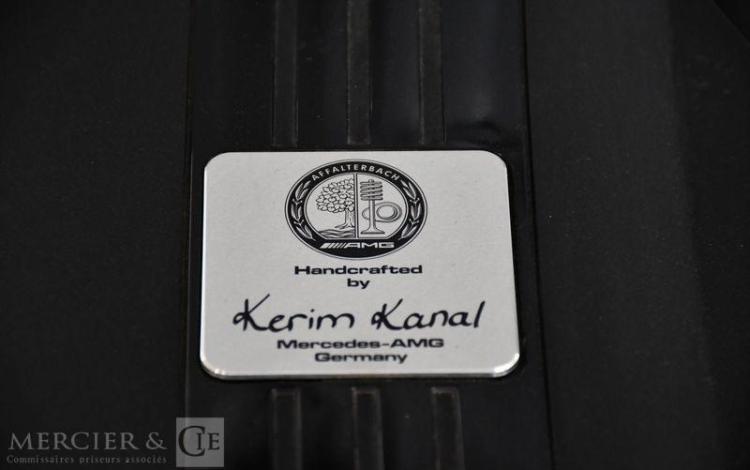 AFFALTERBACH
AMG
Handcrafted
by
Kerim Kanal
Mercedes-AMG
Germany
MERCIER & CIE
Commissaires priseurs associés